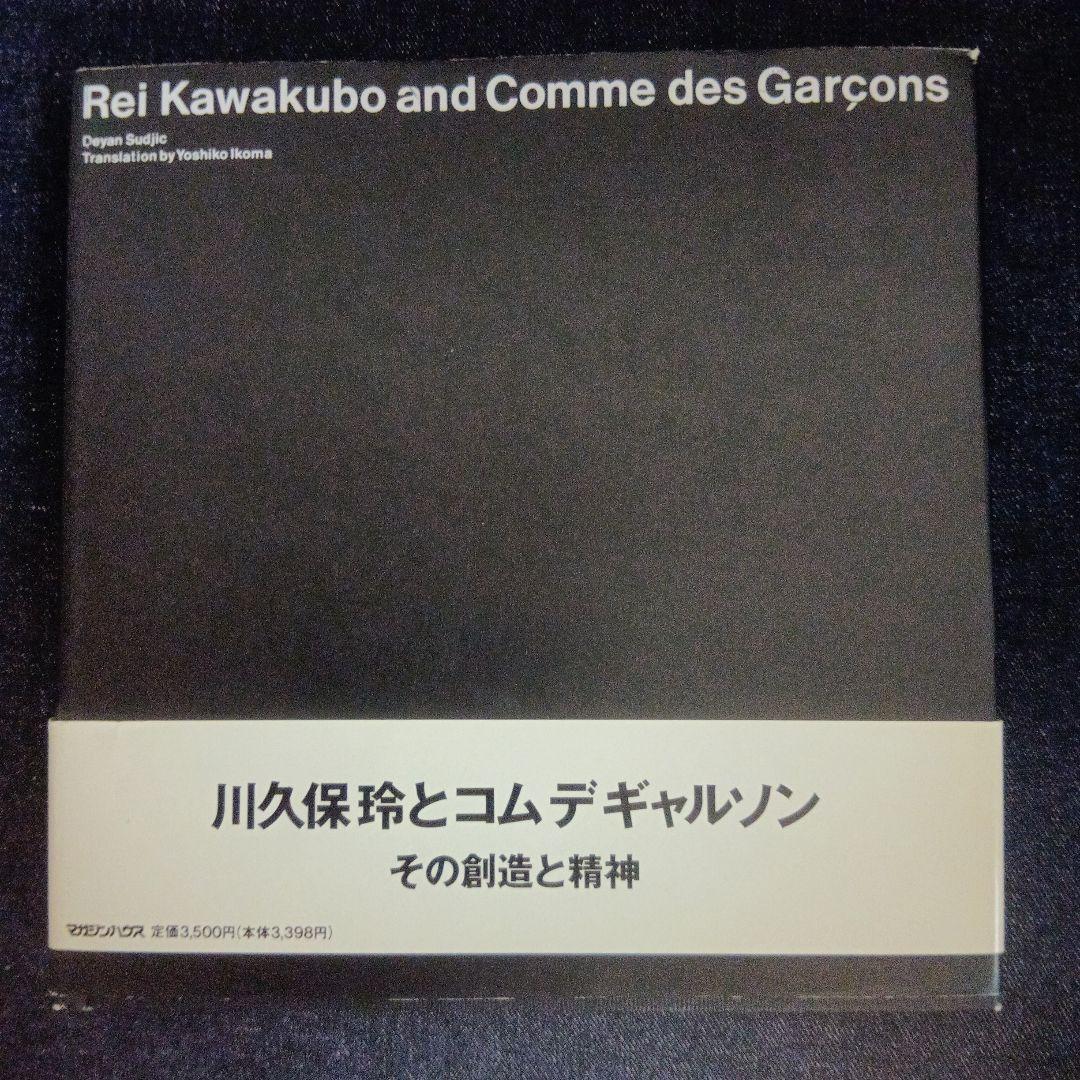 Rei Kawakubo and Comme des Garçons
Deyan Sudjic
Translation by Yoshiko Ikoma
川久保玲とコム デ ギャルソン
その創造と精神
マガジンハウス 定価3,500円(本体3,398円)